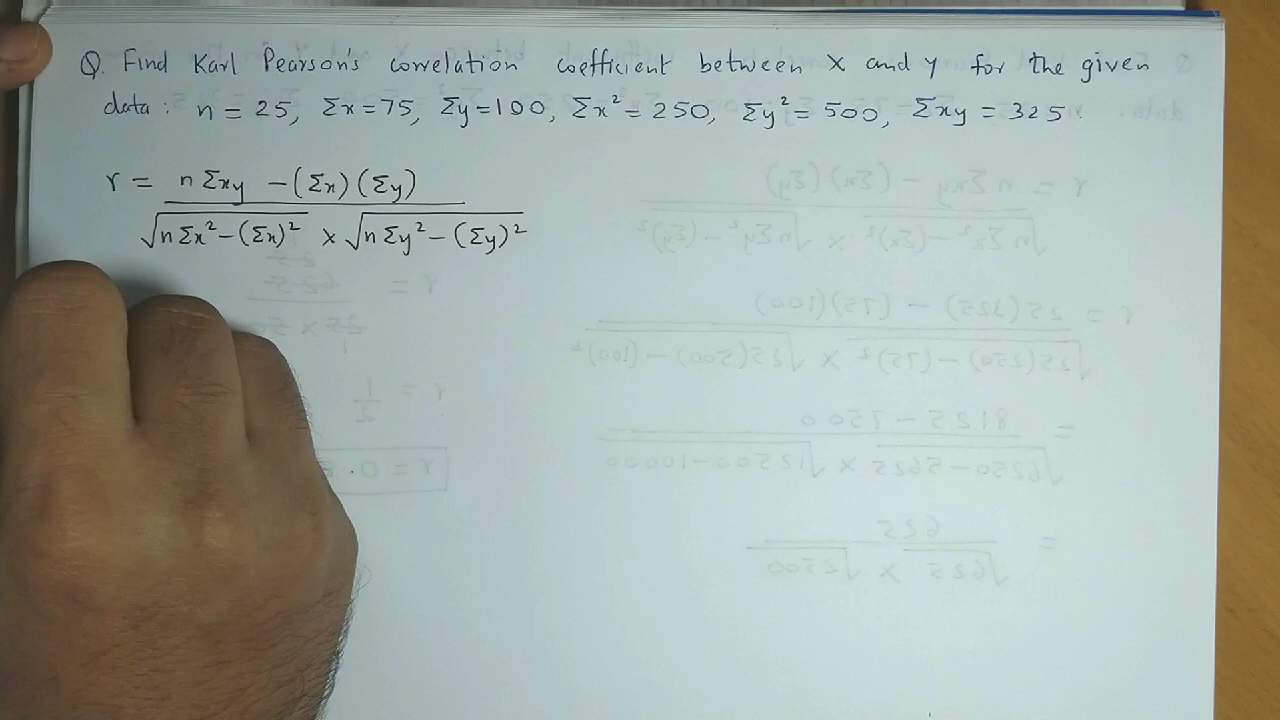 Q. Find Karl Pearson's correlation coefficient between x and y for the given
data: n = 25, Σx = 75, Σy = 100, Σx² = 250, Σy² = 500, Σxy = 325.
r = n Σxy - (Σx)(Σy)
√nΣx² - (Σx)² × √nΣy² - (Σy)²